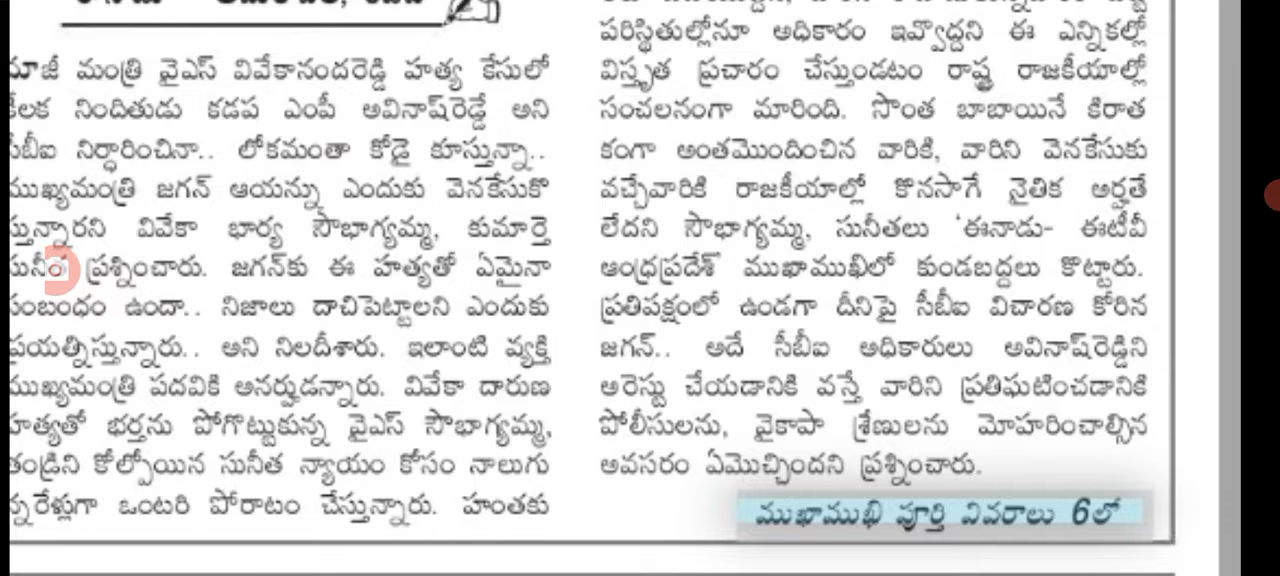 మాజీ మంత్రి వైఎస్ వివేకానందరెడ్డి హత్య కేసులో
కీలక నిందితుడు కడప ఎంపీ అవినాష్‌రెడ్డే అని
సీబీఐ నిర్ధారించినా.. లోకమంతా కోడై కూస్తున్నా..
ముఖ్యమంత్రి జగన్ ఆయన్ను ఎందుకు వెనకేసుకొ
స్తున్నారని వివేకా భార్య సౌభాగ్యమ్మ, కుమార్తె
సునీత ప్రశ్నించారు. జగన్‌కు ఈ హత్యతో ఏమైనా
సంబంధం ఉందా.. నిజాలు దాచిపెట్టాలని ఎందుకు
ప్రయత్నిస్తున్నారు.. అని నిలదీశారు. ఇలాంటి వ్యక్తి
ముఖ్యమంత్రి పదవికి అనర్హుడన్నారు. వివేకా దారుణ
హత్యతో భర్తను పోగొట్టుకున్న వైఎస్ సౌభాగ్యమ్మ,
తండ్రిని కోల్పోయిన సునీత న్యాయం కోసం నాలుగు
న్నరేళ్లుగా ఒంటరి పోరాటం చేస్తున్నారు. హంతకు
పరిస్థితుల్లోనూ అధికారం ఇవ్వొద్దని ఈ ఎన్నికల్లో
విస్తృత ప్రచారం చేస్తుండటం రాష్ట్ర రాజకీయాల్లో
సంచలనంగా మారింది. సొంత బాబాయినే కిరాత
కంగా అంతమొందించిన వారికి, వారిని వెనకేసుకు
వచ్చేవారికి రాజకీయాల్లో కొనసాగే నైతిక అర్హతే
లేదని సౌభాగ్యమ్మ, సునీతలు ‘ఈనాడు- ఈటీవీ
ఆంధ్రప్రదేశ్ ముఖాముఖిలో కుండబద్దలు కొట్టారు.
ప్రతిపక్షంలో ఉండగా దీనిపై సీబీఐ విచారణ కోరిన
జగన్.. అదే సీబీఐ అధికారులు అవినాష్‌రెడ్డిని
అరెస్టు చేయడానికి వస్తే వారిని ప్రతిఘటించడానికి
పోలీసులను, వైకాపా శ్రేణులను మోహరించాల్సిన
అవసరం ఏమొచ్చిందని ప్రశ్నించారు.
ముఖాముఖి పూర్తి వివరాలు 6లో